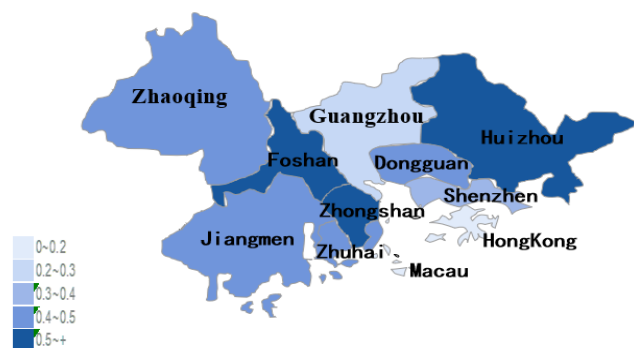 Zhaoqing
Guangzhou
Huizhou
Foshan
Dongguan
Shenzhen
Zhongshan
Jiangmen
Zhuhai
HongKong
Macau
0~0.2
0.2~0.3
0.3~0.4
0.4~0.5
0.5~+